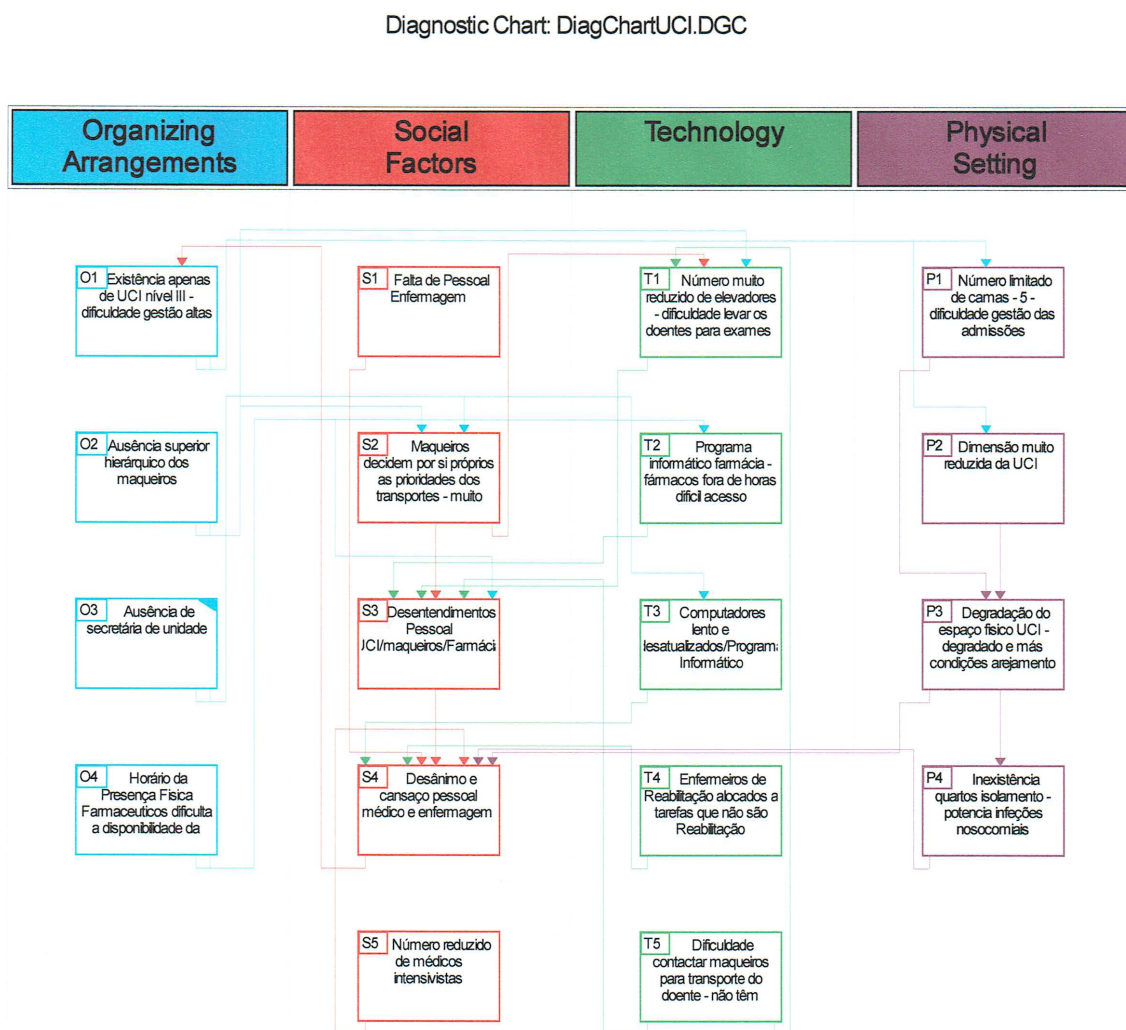 Diagnostic Chart: DiagChartUCI.DGC
Organizing
Arrangements
Social
Factors
Technology
Physical
Setting
O1 Existência apenas
de UCI nível III -
dificuldade gestão altas
S1 Falta de Pessoal
Enfermagem
T1 Número muito
reduzido de elevadores
- dificuldade levar os
doentes para exames
P1 Número limitado
de camas - 5 -
dificuldade gestão das
admissões
O2 Ausência superior
hierárquico dos
maqueiros
S2 Maqueiros
decidem por si próprios
as prioridades dos
transportes - muito
T2 Programa
informático farmácia -
fármacos fora de horas
difícil acesso
P2 Dimensão muito
reduzida da UCI
O3 Ausência de
secretária de unidade
S3 Desentendimentos
Pessoal
JCI/maqueiros/Farmáci
T3 Computadores
lento e
lesatualizados/Program
Informático
P3 Degradação do
espaço físico UCI -
degradado e más
condições arejamento
O4 Horário da
Presença Física
Farmaceuticos dificulta
a disponibilidade da
S4 Desânimo e
cansaço pessoal
médico e enfermagem
T4 Enfermeiros de
Reabilitação alocados a
tarefas que não são
Reabilitação
P4 Inexistência
quartos isolamento -
potencia infeções
nosocomiais
S5 Número reduzido
de médicos
intensivistas
T5 Dificuldade
contactar maqueiros
para transporte do
doente - não têm